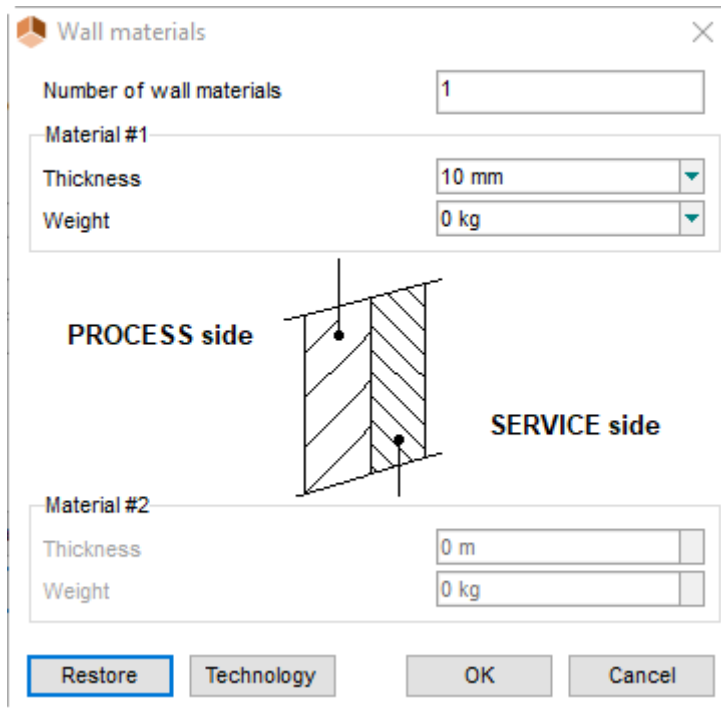 Wall materials
Number of wall materials 1
Material #1
Thickness 10 mm
Weight 0 kg
PROCESS side
SERVICE side
Material #2
Thickness 0 m
Weight 0 kg
Restore Technology OK Cancel